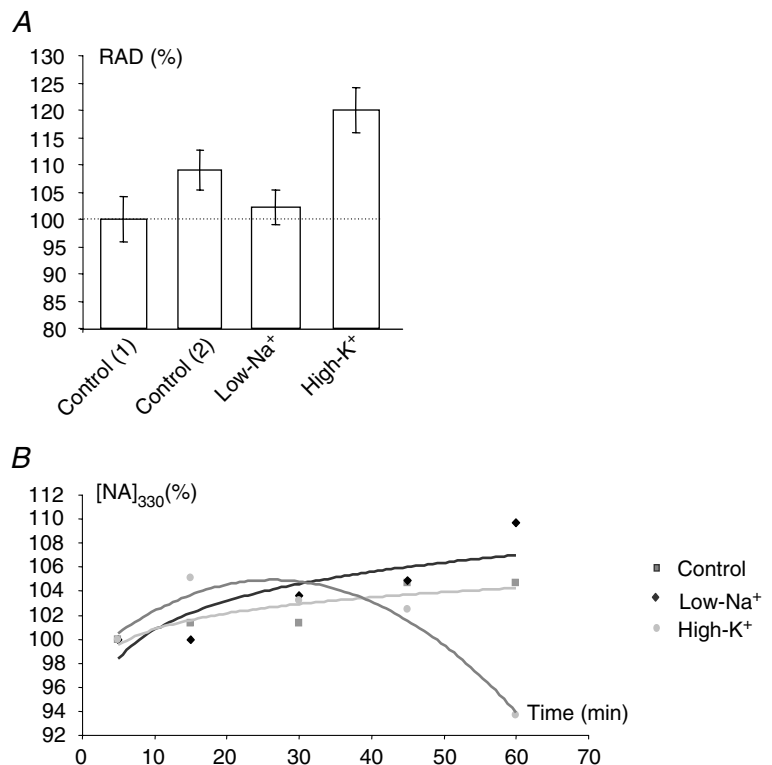 A
RAD (%)
130
125
120
115
110
105
100
95
90
85
80
Control (1)
Control (2)
Low-Na⁺
High-K⁺
B
[NA]₃₃₀(%)
112
110
108
106
104
102
100
98
96
94
92
0 10 20 30 40 50 60 70
Time (min)
Control
Low-Na⁺
High-K⁺